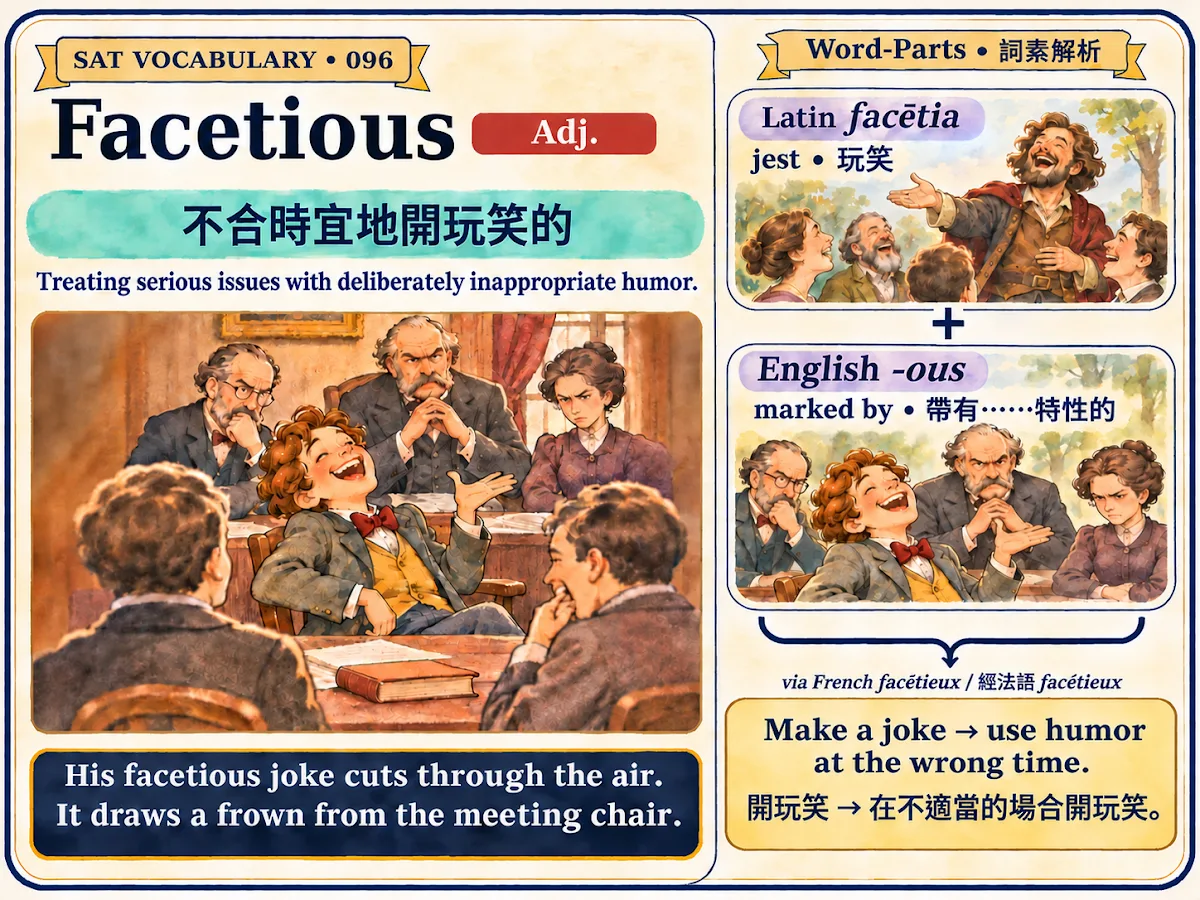 SAT VOCABULARY • 096
Facetious
Adj.
不合時宜地開玩笑的
Treating serious issues with deliberately inappropriate humor.
His facetious joke cuts through the air.
It draws a frown from the meeting chair.
Word-Parts • 詞素解析
Latin facētia
jest • 玩笑
+
English -ous
marked by • 帶有……特性的
via French facétieux / 經法語 facétieux
Make a joke → use humor
at the wrong time.
開玩笑 → 在不適當的場合開玩笑。